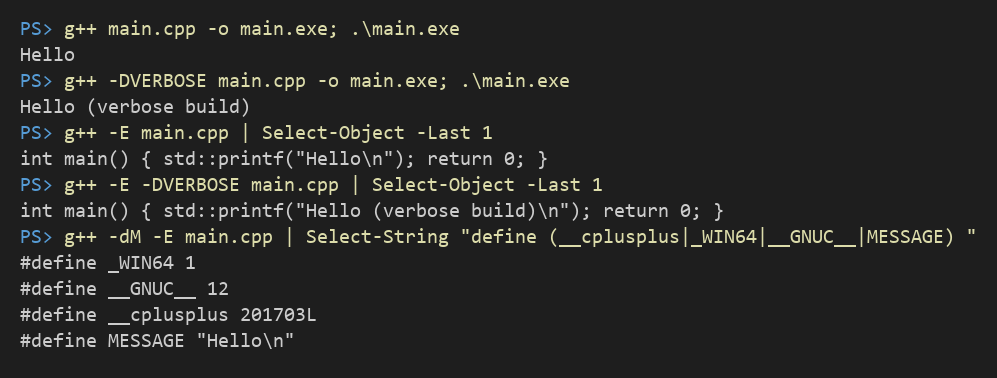 PS> g++ main.cpp -o main.exe; .\main.exe
Hello
PS> g++ -DVERBOSE main.cpp -o main.exe; .\main.exe
Hello (verbose build)
PS> g++ -E main.cpp | Select-Object -Last 1
int main() { std::printf("Hello\n"); return 0; }
PS> g++ -E -DVERBOSE main.cpp | Select-Object -Last 1
int main() { std::printf("Hello (verbose build)\n"); return 0; }
PS> g++ -dM -E main.cpp | Select-String "define (__cplusplus|_WIN64|__GNUC__|MESSAGE) "
#define _WIN64 1
#define __GNUC__ 12
#define __cplusplus 201703L
#define MESSAGE "Hello\n"